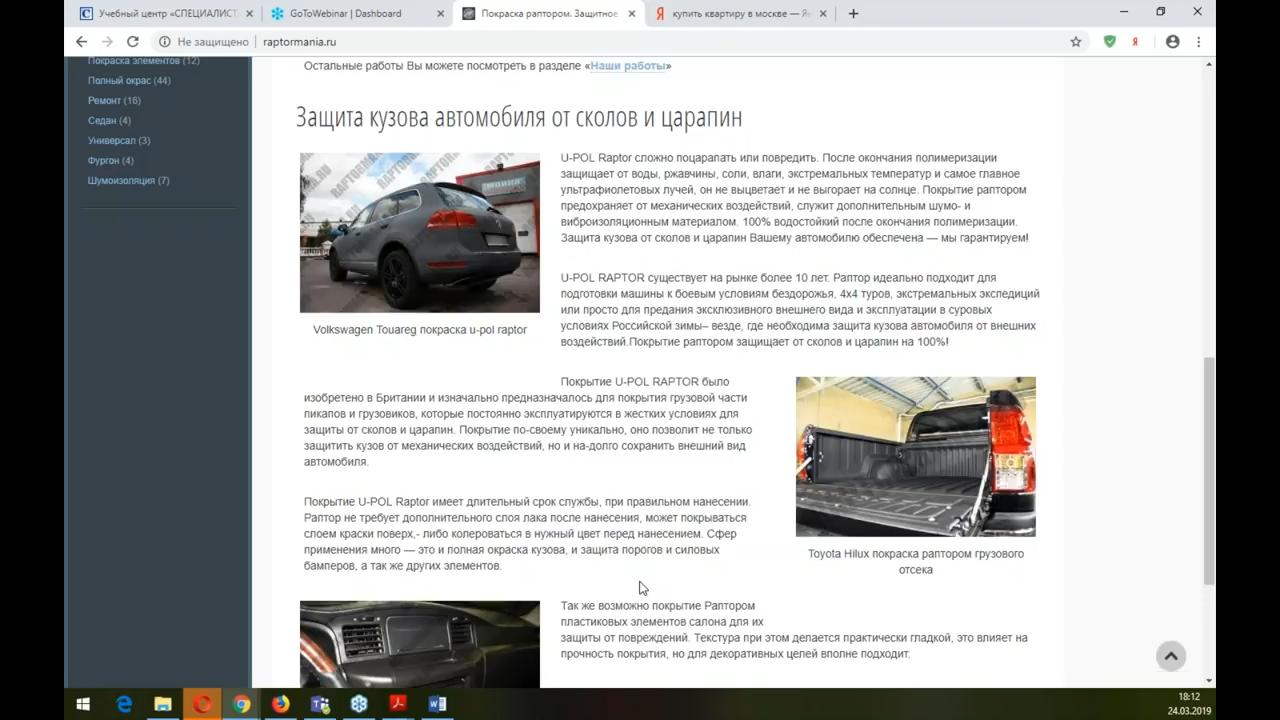 Учебный центр «СПЕЦИАЛИСТ
GoToWebinar | Dashboard
Покраска раптором. Защитное
купить квартиру в москве — Ян
Не защищено
raptormania.ru
Покраска элементов (12)
Полный окрас (44)
Ремонт (16)
Седан (4)
Универсал (3)
Фургон (4)
Шумоизоляция (7)
Остальные работы Вы можете посмотреть в разделе «Наши работы»
Защита кузова автомобиля от сколов и царапин
U-POL Raptor сложно поцарапать или повредить. После окончания полимеризации
защищает от воды, ржавчины, соли, влаги, экстремальных температур и самое главное
ультрафиолетовых лучей, он не выцветает и не выгорает на солнце. Покрытие раптором
предохраняет от механических воздействий, служит дополнительным шумо- и
виброизоляционным материалом. 100% водостойкий после окончания полимеризации.
Защита кузова от сколов и царапин Вашему автомобилю обеспечена — мы гарантируем!
Volkswagen Touareg покраска u-pol raptor
U-POL RAPTOR существует на рынке более 10 лет. Раптор идеально подходит для
подготовки машины к боевым условиям бездорожья, 4х4 туров, экстремальных экспедиций
или просто для предания эксклюзивного внешнего вида и эксплуатации в суровых
условиях Российской зимы– везде, где необходима защита кузова автомобиля от внешних
воздействий.Покрытие раптором защищает от сколов и царапин на 100%!
Покрытие U-POL RAPTOR было
изобретено в Британии и изначально предназначалось для покрытия грузовой части
пикапов и грузовиков, которые постоянно эксплуатируются в жестких условиях для
защиты от сколов и царапин. Покрытие по-своему уникально, оно позволит не только
защитить кузов от механических воздействий, но и на-долго сохранить внешний вид
автомобиля.
Покрытие U-POL Raptor имеет длительный срок службы, при правильном нанесении.
Раптор не требует дополнительного слоя лака после нанесения, может покрываться
слоем краски поверх,- либо колероваться в нужный цвет перед нанесением. Сфер
применения много — это и полная окраска кузова, и защита порогов и силовых
бамперов, а так же других элементов.
Toyota Hilux покраска раптором грузового
отсека
Так же возможно покрытие Раптором
пластиковых элементов салона для их
защиты от повреждений. Текстура при этом делается практически гладкой, это влияет на
прочность покрытия, но для декоративных целей вполне подходит.
18:12
24.03.2019